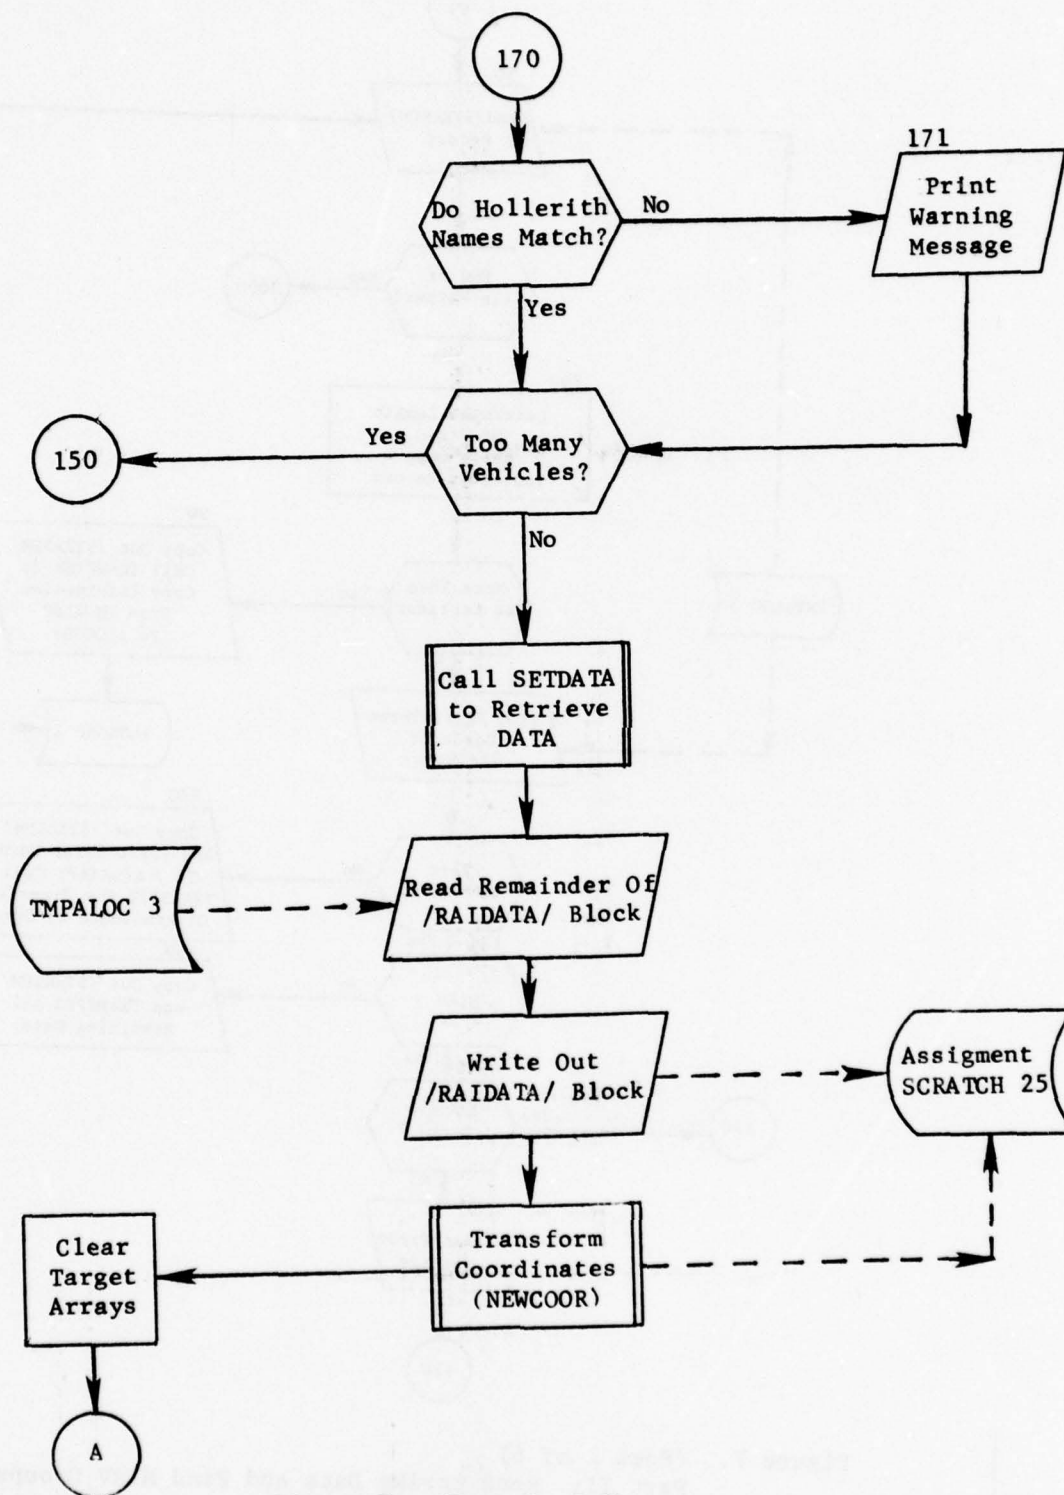 170
171
Print
Warning
Message
Do Hollerith
Names Match?
No
Yes
Too Many
Vehicles?
Yes
150
No
Call SETDATA
to Retrieve
DATA
TMPALOC 3
Read Remainder Of
/RAIDATA/ Block
Write Out
/RAIDATA/ Block
Assigment
SCRATCH 25
Transform
Coordinates
(NEWCOOR)
Clear
Target
Arrays
A